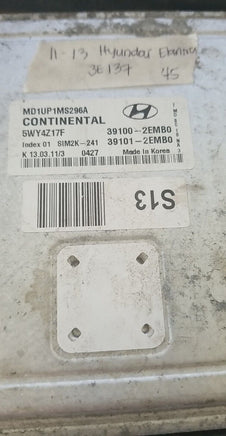 11-13 Hyundai Elantra
3E137 45
MD1UP1MS296A
CONTINENTAL
5WY4Z17F 39100-2EMB0
Index 01 SIM2K-241 39101-2EMB0
K 13.03.11/3 0427 Made in Korea
S13